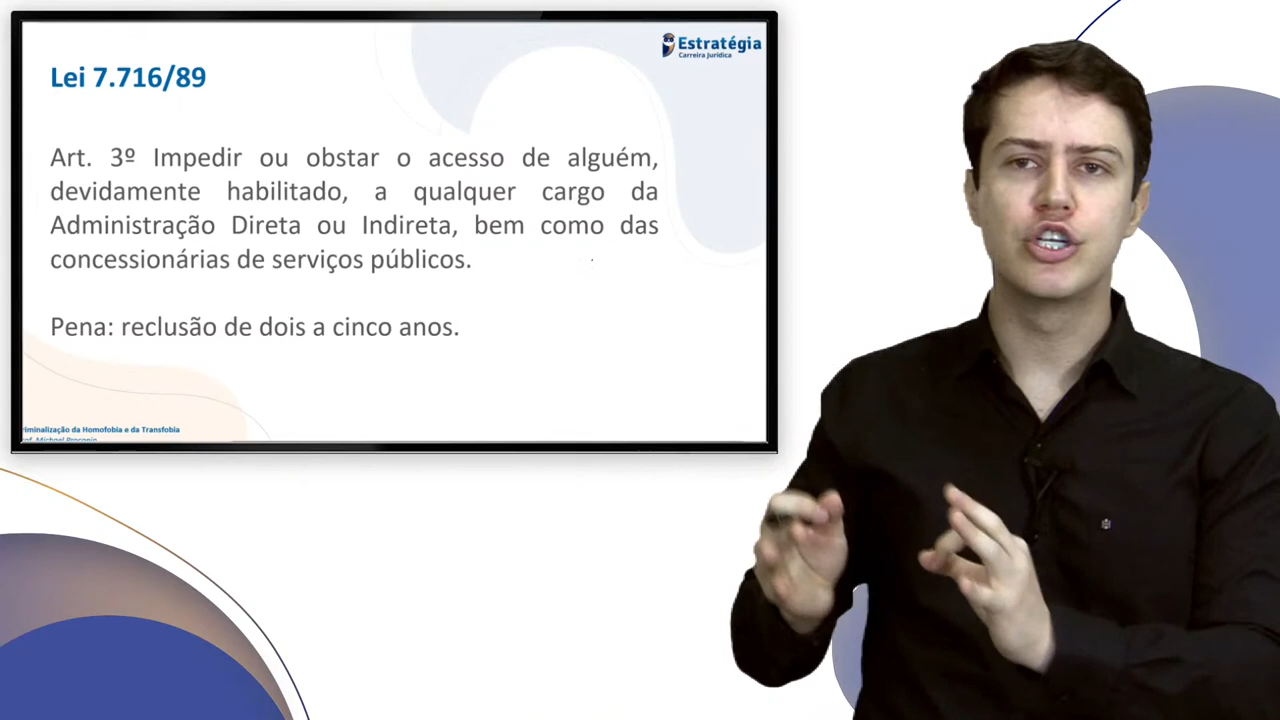 Estratégia
Carreira Jurídica
Lei 7.716/89
Art. 3º Impedir ou obstar o acesso de alguém,
devidamente habilitado, a qualquer cargo da
Administração Direta ou Indireta, bem como das
concessionárias de serviços públicos.
Pena: reclusão de dois a cinco anos.
riminalização da Homofobia e da Transfobia